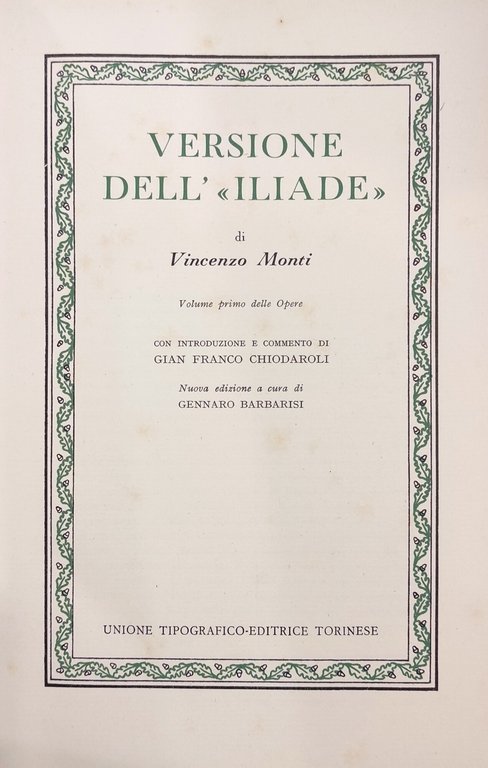 VERSIONE
DELL' «ILIADE»
di
Vincenzo Monti
Volume primo delle Opere
CON INTRODUZIONE E COMMENTO DI
GIAN FRANCO CHIODAROLI
Nuova edizione a cura di
GENNARO BARBARISI
UNIONE TIPOGRAFICO-EDITRICE TORINESE